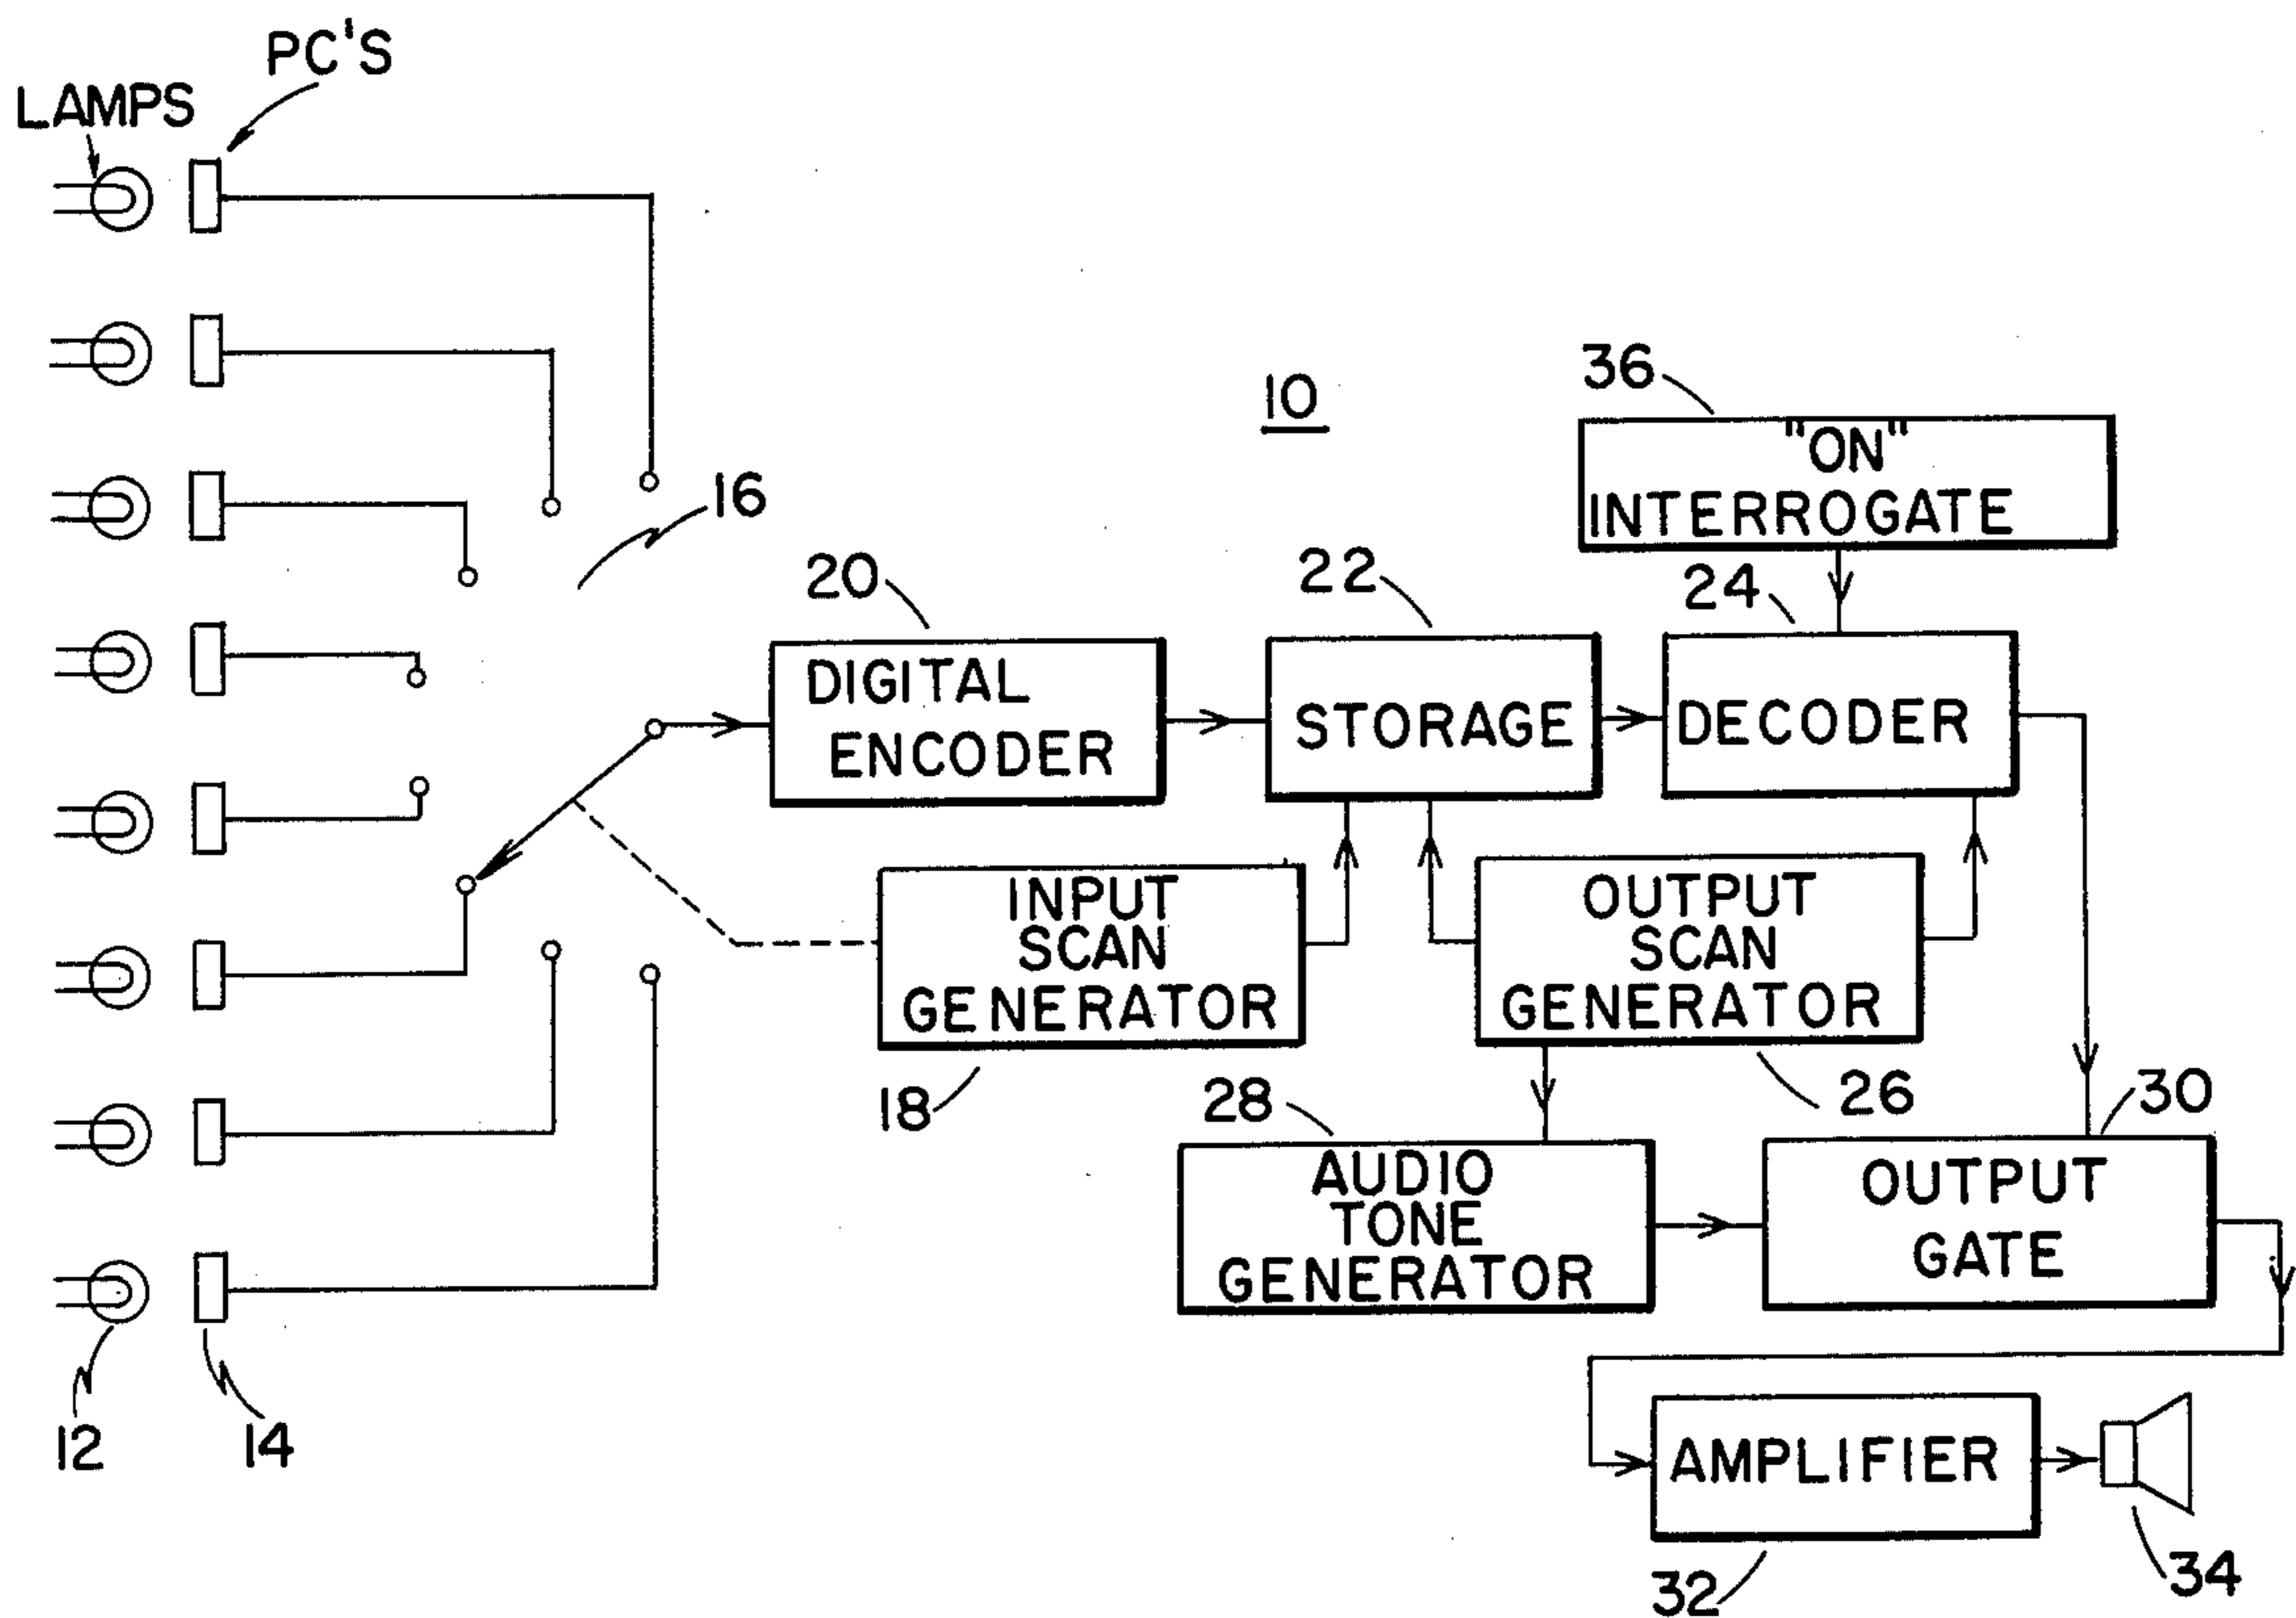 PC'S
LAMPS
10
36
"ON"
INTERROGATE
16
20
22
24
DIGITAL
ENCODER
STORAGE
DECODER
INPUT
SCAN
GENERATOR
OUTPUT
SCAN
GENERATOR
18
28
26
30
AUDIO
TONE
GENERATOR
OUTPUT
GATE
12
14
AMPLIFIER
32
34